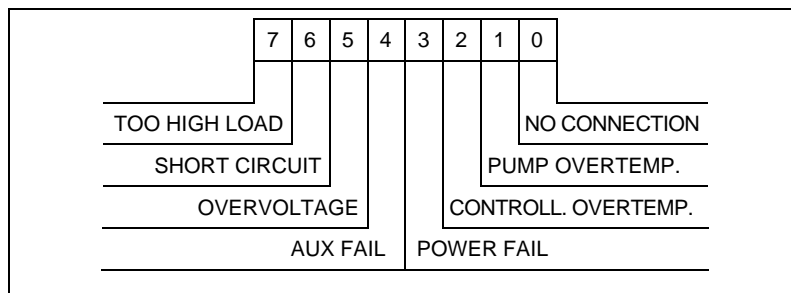 7 6 5 4 3 2 1 0
TOO HIGH LOAD NO CONNECTION
SHORT CIRCUIT PUMP OVERTEMP.
OVERVOLTAGE CONTROLL. OVERTEMP.
AUX FAIL POWER FAIL